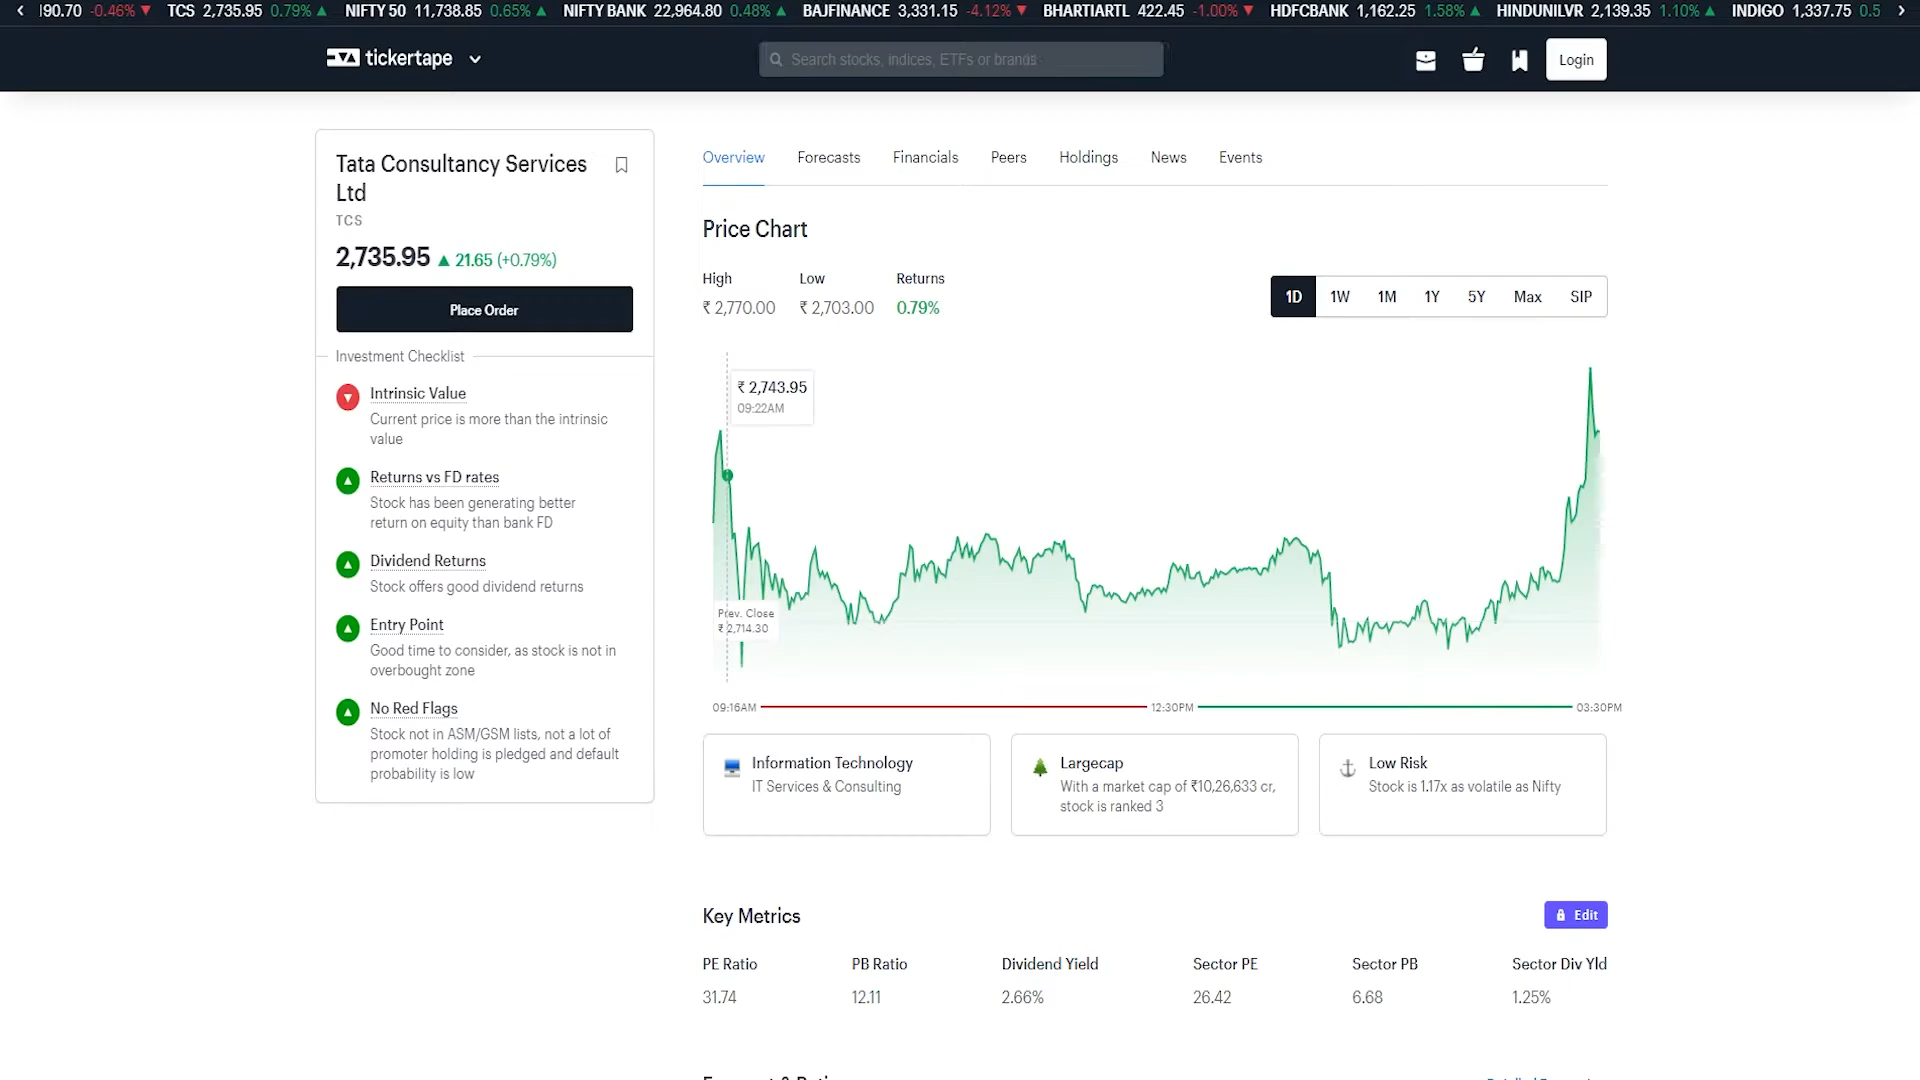 I90.70 -0.46% TCS 2,735.95 0.79% NIFTY 50 11,738.85 0.65% NIFTY BANK 22,964.80 0.48% BAJFINANCE 3,331.15 -4.12% BHARTIARTL 422.45 -1.00% HDFCBANK 1,162.25 1.58% HINDUNILVR 2,139.35 1.10% INDIGO 1,337.75 0.5
tickertape
Search stocks, indices, ETFs or brands
Login
Tata Consultancy Services
Ltd
TCS
2,735.95 21.65 (+0.79%)
Place Order
Investment Checklist
Intrinsic Value
Current price is more than the intrinsic
value
Returns vs FD rates
Stock has been generating better
return on equity than bank FD
Dividend Returns
Stock offers good dividend returns
Entry Point
Good time to consider, as stock is not in
overbought zone
No Red Flags
Stock not in ASM/GSM lists, not a lot of
promoter holding is pledged and default
probability is low
Overview Forecasts Financials Peers Holdings News Events
Price Chart
High Low Returns
₹ 2,770.00 ₹ 2,703.00 0.79%
1D 1W 1M 1Y 5Y Max SIP
₹ 2,743.95
09:22AM
Prev. Close
₹ 2,714.30
09:16AM 12:30PM 03:30PM
Information Technology
IT Services & Consulting
Largecap
With a market cap of ₹10,26,633 cr,
stock is ranked 3
Low Risk
Stock is 1.17x as volatile as Nifty
Key Metrics
Edit
PE Ratio PB Ratio Dividend Yield Sector PE Sector PB Sector Div Yld
31.74 12.11 2.66% 26.42 6.68 1.25%